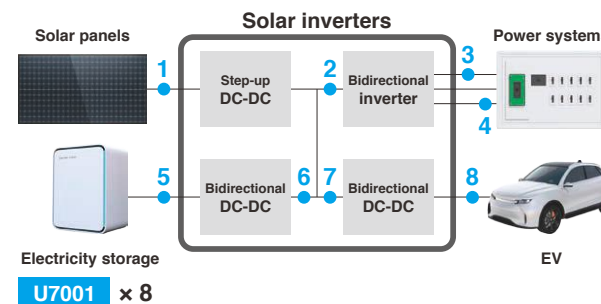 Solar inverters
Solar panels
Power system
1
Step-up
DC-DC
2
Bidirectional
inverter
3
4
5
Bidirectional
DC-DC
6
7
Bidirectional
DC-DC
8
Electricity storage
EV
U7001 × 8